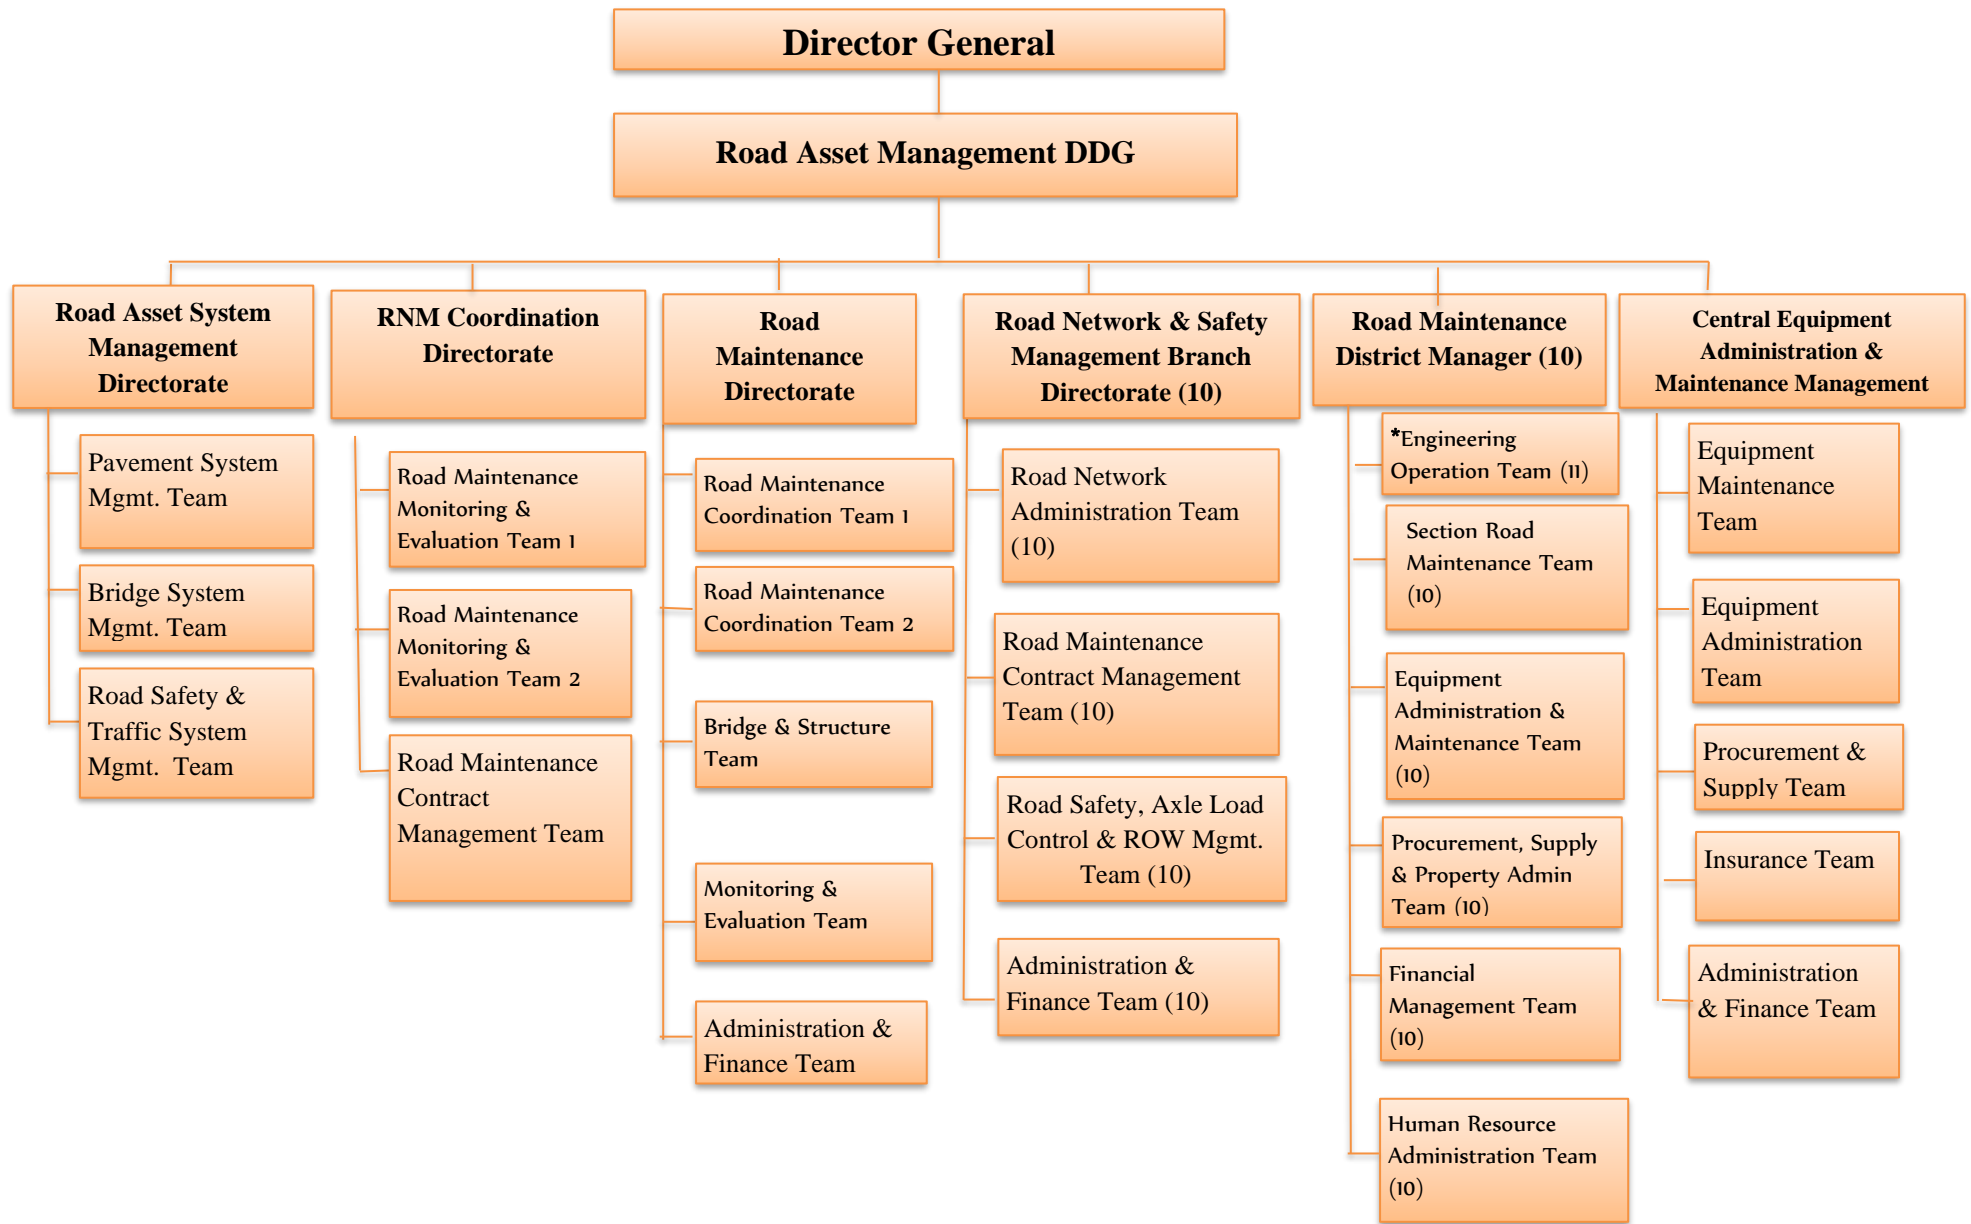 Director General
Road Asset Management DDG
Road Asset System
Management
Directorate
Pavement System
Mgmt. Team
Bridge System
Mgmt. Team
Road Safety &
Traffic System
Mgmt. Team
RNM Coordination
Directorate
Road Maintenance
Monitoring &
Evaluation Team 1
Road Maintenance
Monitoring &
Evaluation Team 2
Road Maintenance
Contract
Management Team
Road
Maintenance
Directorate
Road Maintenance
Coordination Team 1
Road Maintenance
Coordination Team 2
Bridge & Structure
Team
Monitoring &
Evaluation Team
Administration &
Finance Team
Road Network & Safety
Management Branch
Directorate (10)
Road Network
Administration Team
(10)
Road Maintenance
Contract Management
Team (10)
Road Safety, Axle Load
Control & ROW Mgmt.
Team (10)
Administration &
Finance Team (10)
Road Maintenance
District Manager (10)
*Engineering
Operation Team (11)
Section Road
Maintenance Team
(10)
Equipment
Administration &
Maintenance Team
(10)
Procurement, Supply
& Property Admin
Team (10)
Financial
Management Team
(10)
Human Resource
Administration Team
(10)
Central Equipment
Administration &
Maintenance Management
Equipment
Maintenance
Team
Equipment
Administration
Team
Procurement &
Supply Team
Insurance Team
Administration
& Finance Team